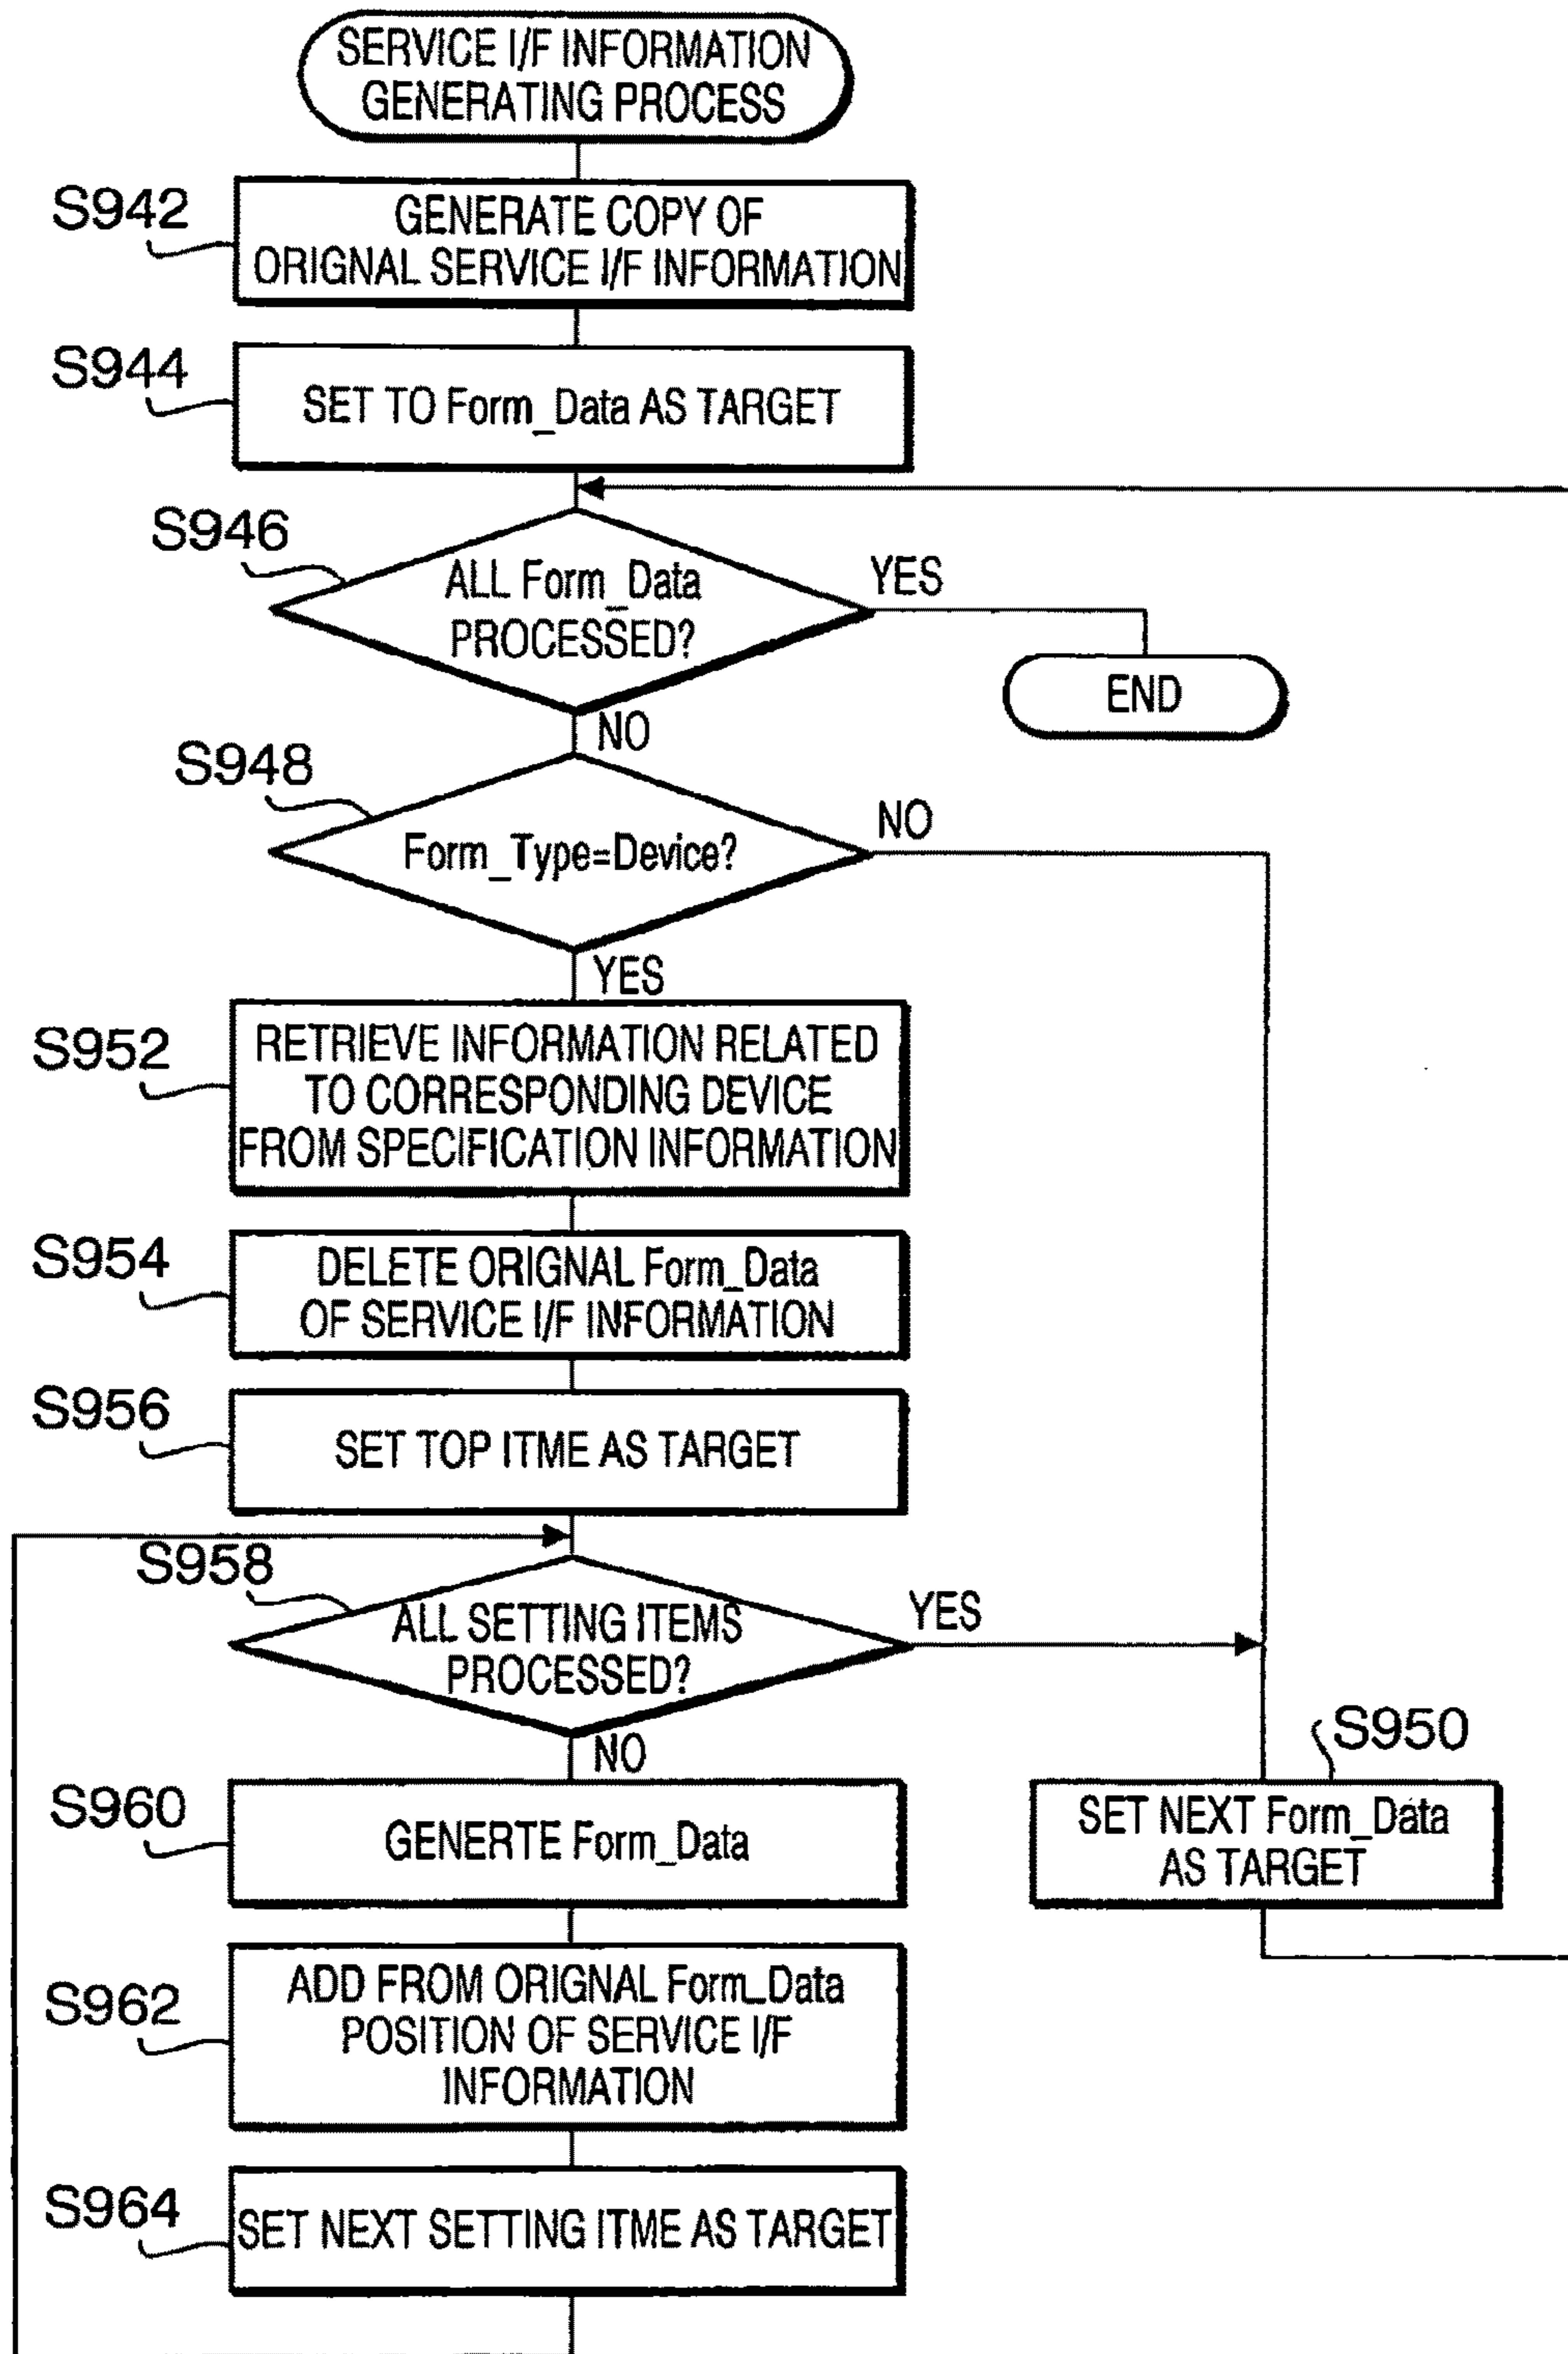 SERVICE I/F INFORMATION
GENERATING PROCESS
S942
GENERATE COPY OF
ORIGNAL SERVICE I/F INFORMATION
S944
SET TO Form_Data AS TARGET
S946
ALL Form_Data
PROCESSED?
YES
END
NO
S948
Form_Type=Device?
NO
YES
S952
RETRIEVE INFORMATION RELATED
TO CORRESPONDING DEVICE
FROM SPECIFICATION INFORMATION
S954
DELETE ORIGNAL Form_Data
OF SERVICE I/F INFORMATION
S956
SET TOP ITME AS TARGET
S958
ALL SETTING ITEMS
PROCESSED?
YES
NO
S950
SET NEXT Form_Data
AS TARGET
S960
GENERTE Form_Data
S962
ADD FROM ORIGNAL Form_Data
POSITION OF SERVICE I/F
INFORMATION
S964
SET NEXT SETTING ITME AS TARGET